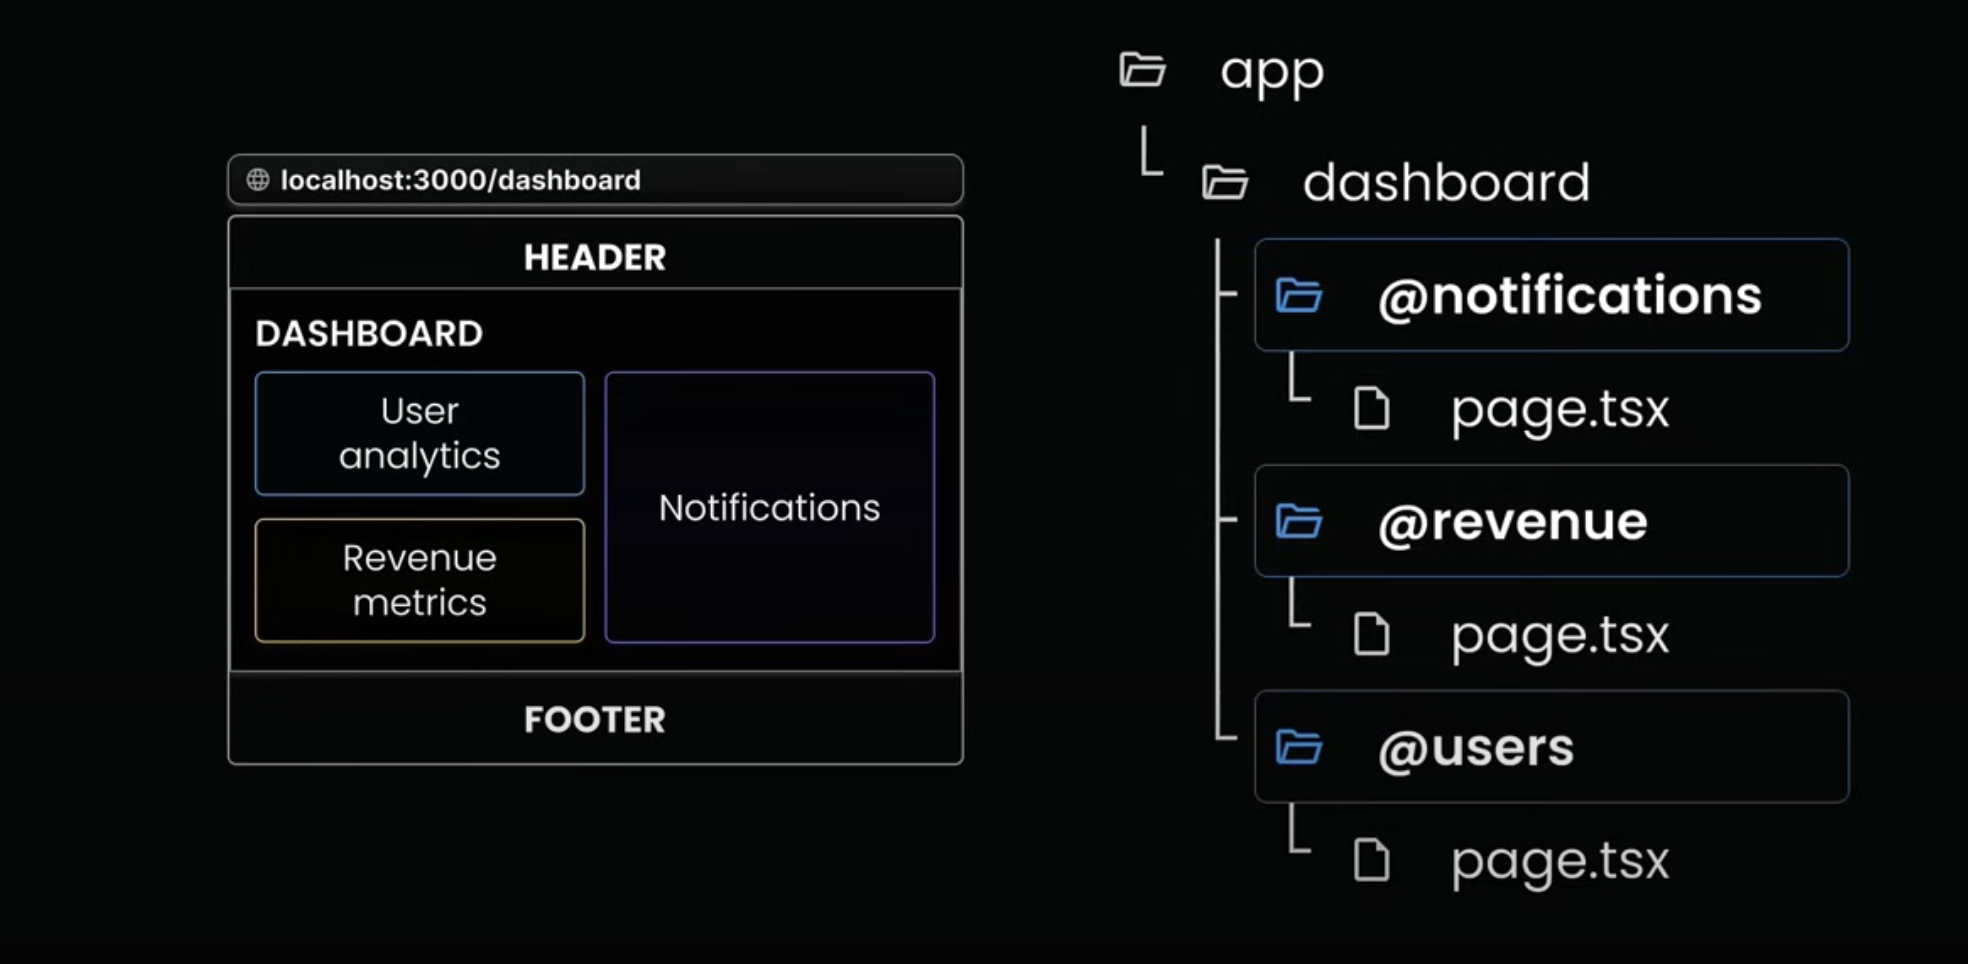 localhost:3000/dashboard
HEADER
DASHBOARD
User
analytics
Revenue
metrics
Notifications
FOOTER
app
dashboard
@notifications
page.tsx
@revenue
page.tsx
@users
page.tsx